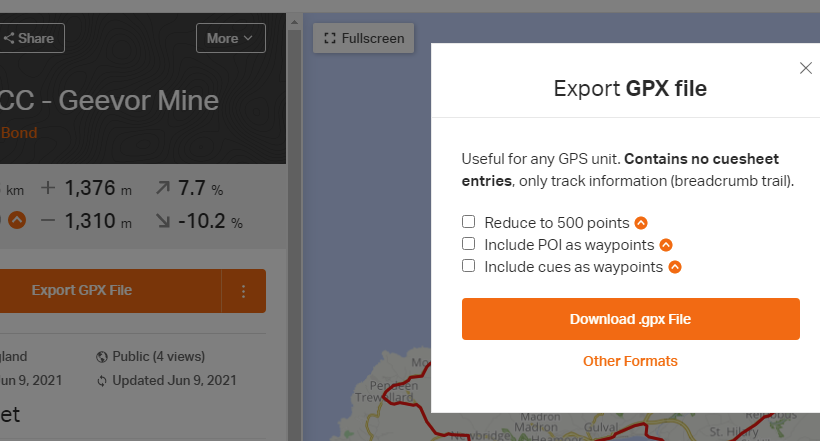 Share
More
CC - Geevor Mine
Bond
km + 1,376 m 7.7 %
− 1,310 m -10.2 %
Export GPX File
gland
Public (4 views)
un 9, 2021
Updated Jun 9, 2021
et
Fullscreen
Export GPX file
Useful for any GPS unit. Contains no cuesheet
entries, only track information (breadcrumb trail).
Reduce to 500 points
Include POI as waypoints
Include cues as waypoints
Download .gpx File
Other Formats
Pendeen
Trewellard
Newbridge
Madron
Madron
Heamoor
Gulval
St. Hilary